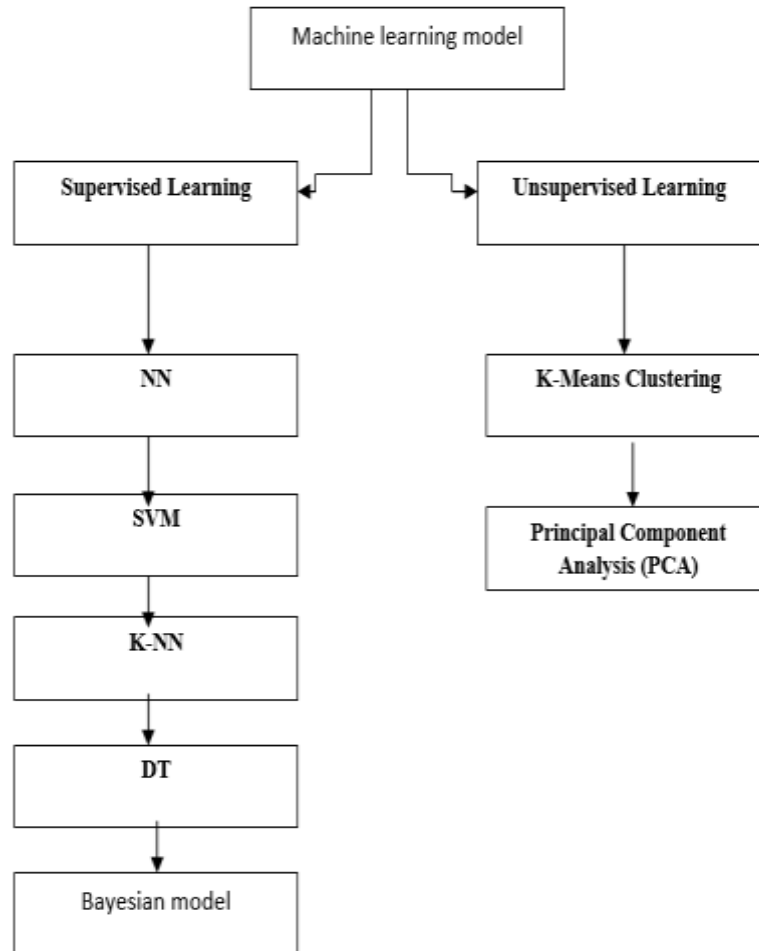 Machine learning model
Supervised Learning
Unsupervised Learning
NN
K-Means Clustering
SVM
Principal Component
Analysis (PCA)
K-NN
DT
Bayesian model